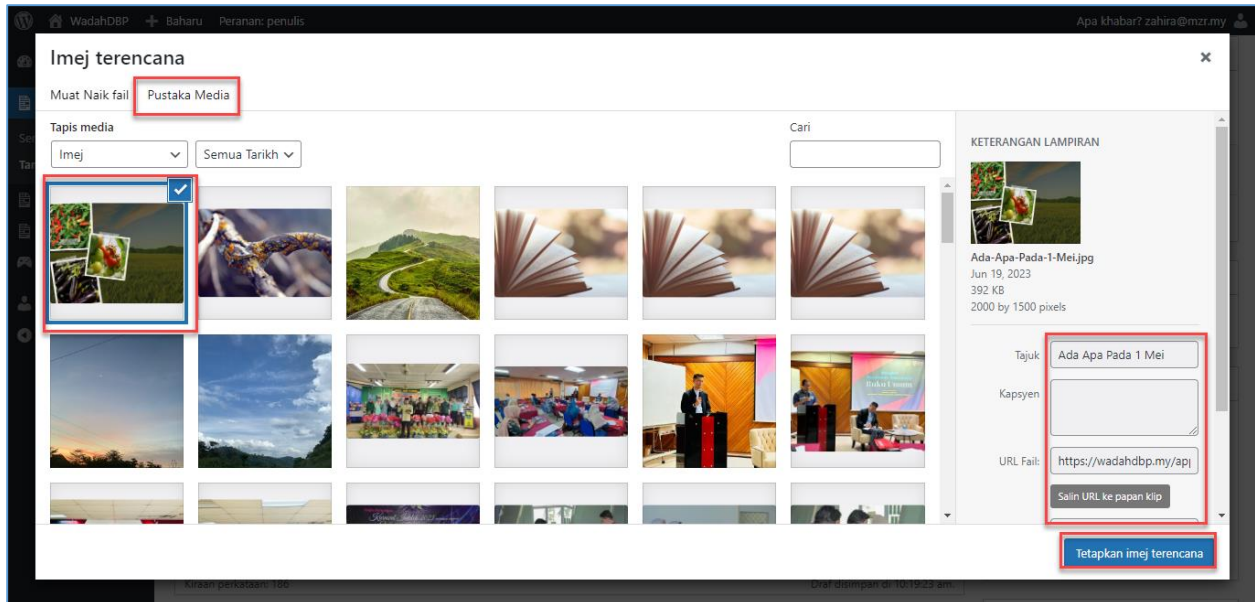 WadahDBP + Baharu Peranan: penulis Apa khabar? zahira@mzr.my
Imej terencana
Muat Naik fail Pustaka Media
Tapis media
Imej Semua Tarikh
Cari
KETERANGAN LAMPIRAN
Ada-Apa-Pada-1-Mei.jpg
Jun 19, 2023
392 KB
2000 by 1500 pixels
Tajuk Ada Apa Pada 1 Mei
Kapsyen
URL Fail: https://wadahdbp.my/app
Salin URL ke papan klip
Tetapkan imej terencana
Kiraan perkataan: 186 Draf disimpan di 10:19:23 am.